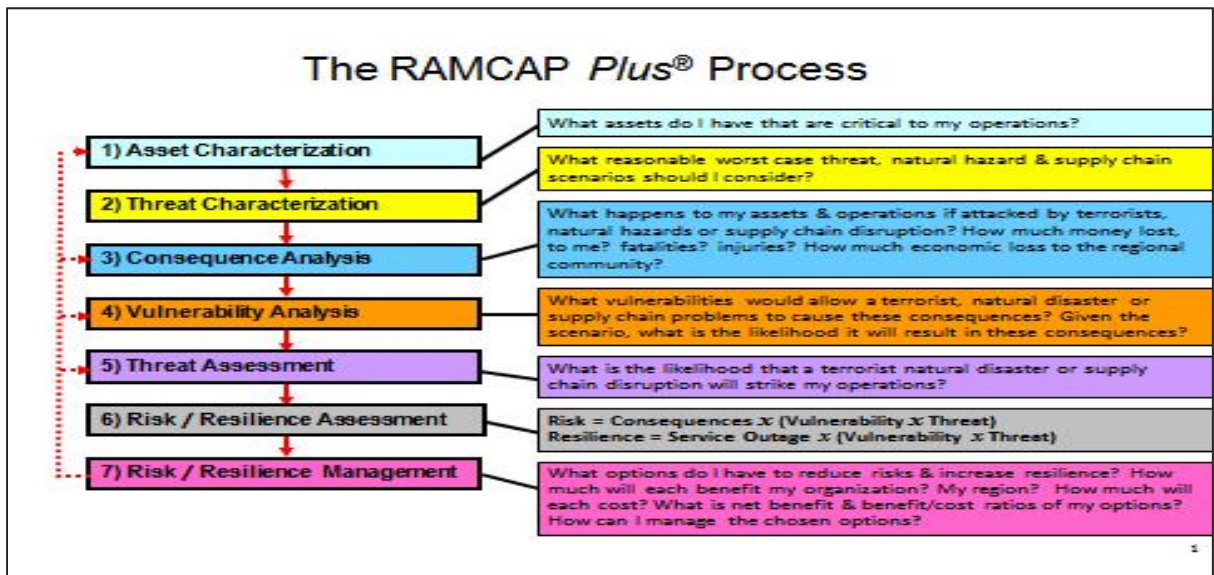 The RAMCAP Plus® Process
1) Asset Characterization
What assets do I have that are critical to my operations?
2) Threat Characterization
What reasonable worst case threat, natural hazard & supply chain
scenarios should I consider?
3) Consequence Analysis
What happens to my assets & operations if attacked by terrorists,
natural hazards or supply chain disruption? How much money lost,
to me? fatalities? injuries? How much economic loss to the regional
community?
4) Vulnerability Analysis
What vulnerabilities would allow a terrorist, natural disaster or
supply chain problems to cause these consequences? Given the
scenario, what is the likelihood it will result in these consequences?
5) Threat Assessment
What is the likelihood that a terrorist natural disaster or supply
chain disruption will strike my operations?
6) Risk / Resilience Assessment
Risk = Consequences x (Vulnerability x Threat)
Resilience = Service Outage x (Vulnerability x Threat)
7) Risk / Resilience Management
What options do I have to reduce risks & increase resilience? How
much will each benefit my organization? My region? How much will
each cost? What is net benefit & benefit/cost ratios of my options?
How can I manage the chosen options?
1